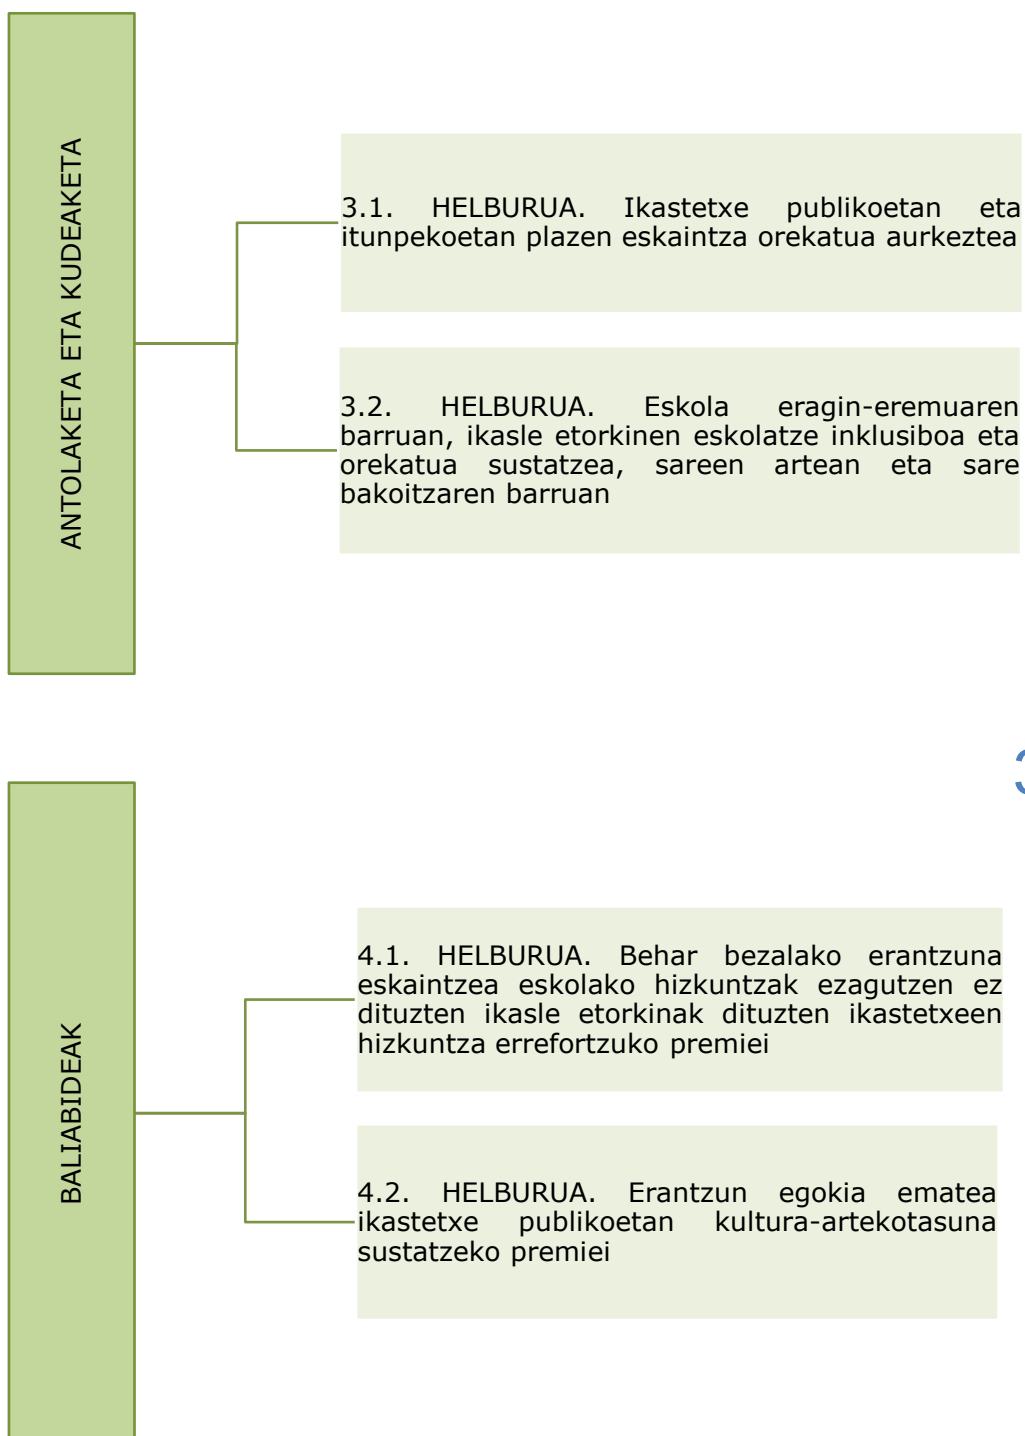 ANTOLAKETA ETA KUDEAKETA
3.1. HELBURUA. Ikastetxe publikoetan eta
itunpekoetan plazen eskaintza orekatua aurkeztea
3.2. HELBURUA. Eskola eragin-eremuaren
barruan, ikasle etorkinen eskolatze inklusiboa eta
orekatua sustatzea, sareen artean eta sare
bakoitzaren barruan
BALIABIDEAK
4.1. HELBURUA. Behar bezalako erantzuna
eskaintzea eskolako hizkuntzak ezagutzen ez
dituzten ikasle etorkinak dituzten ikastetxeen
hizkuntza errefortzuko premiei
4.2. HELBURUA. Erantzun egokia ematea
ikastetxe publikoetan kultura-artekotasuna
sustatzeko premiei